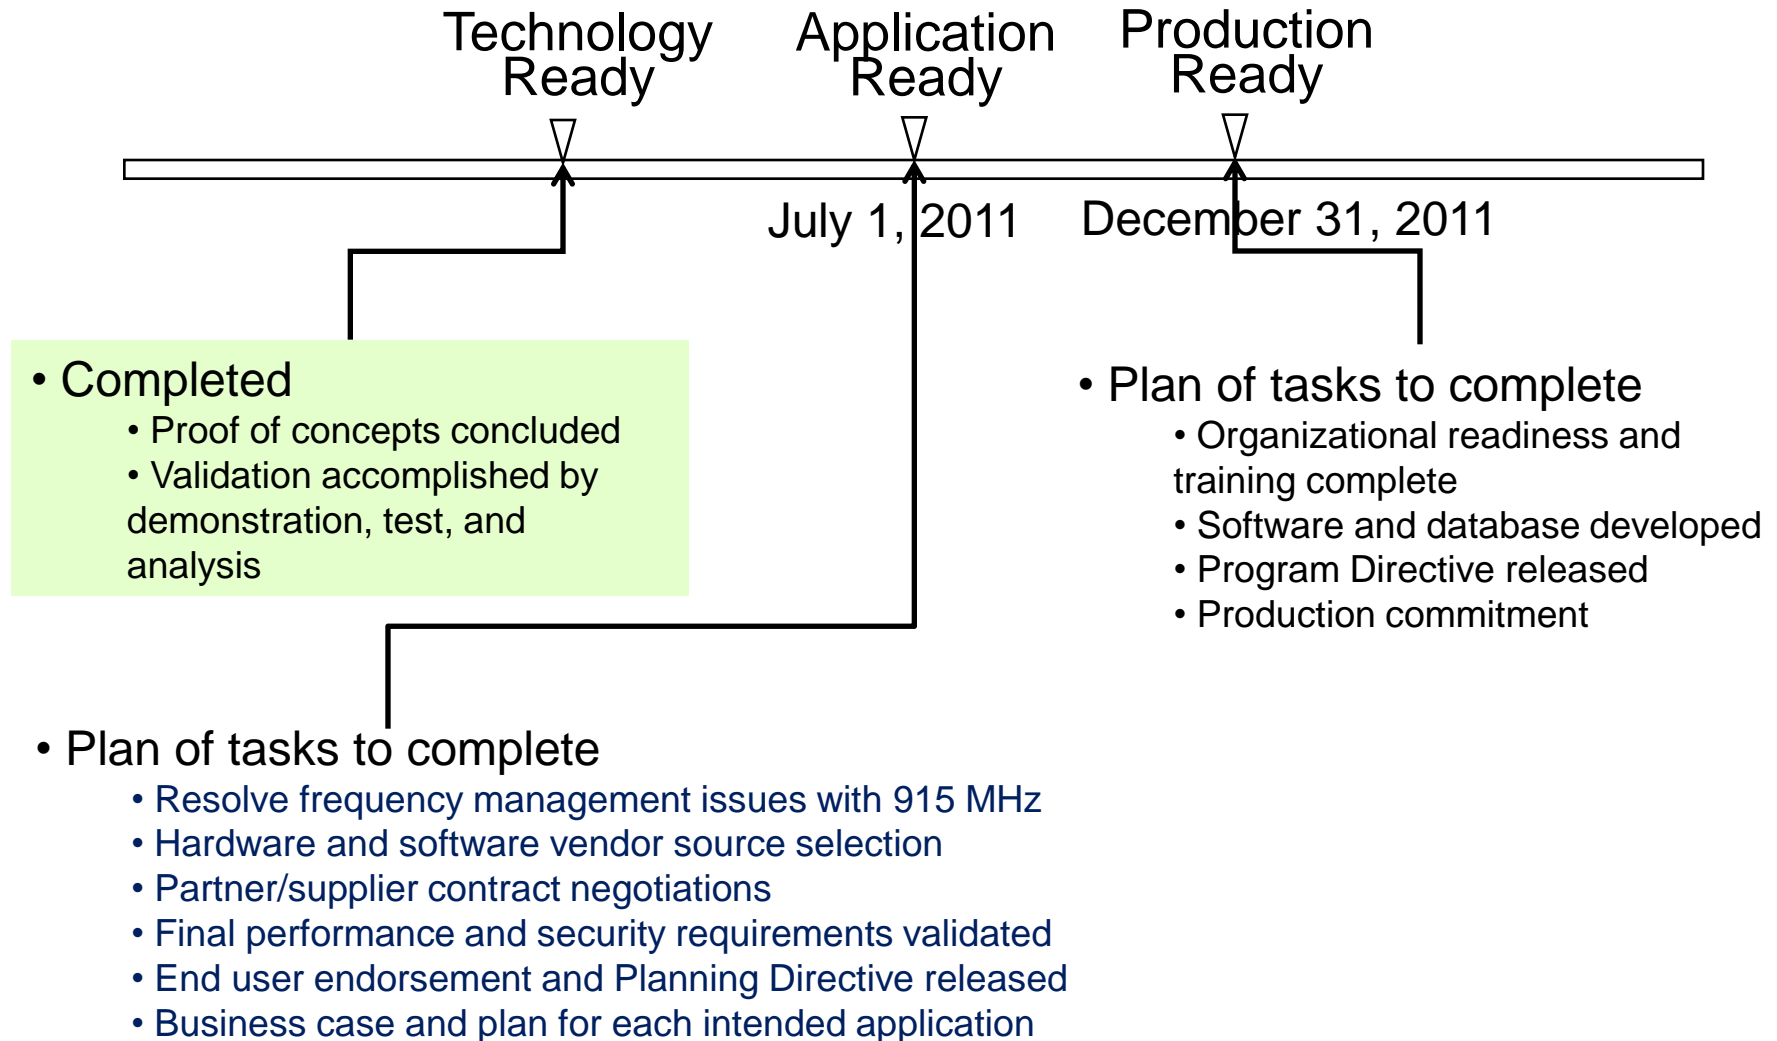 Technology
Ready
Application
Ready
Production
Ready
July 1, 2011
December 31, 2011
• Completed
• Proof of concepts concluded
• Validation accomplished by
demonstration, test, and
analysis
• Plan of tasks to complete
• Organizational readiness and
training complete
• Software and database developed
• Program Directive released
• Production commitment
• Plan of tasks to complete
• Resolve frequency management issues with 915 MHz
• Hardware and software vendor source selection
• Partner/supplier contract negotiations
• Final performance and security requirements validated
• End user endorsement and Planning Directive released
• Business case and plan for each intended application